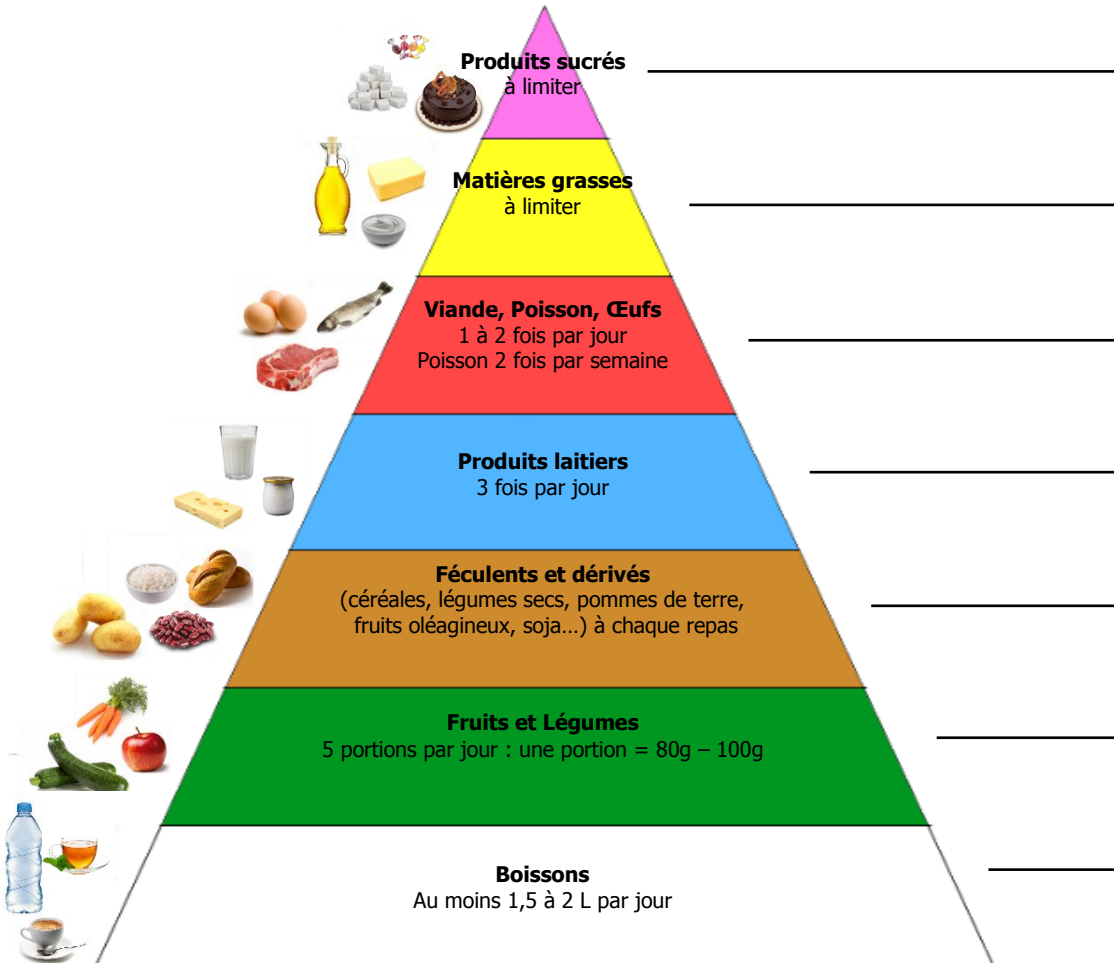 Produits sucrés
à limiter
Matières grasses
à limiter
Viande, Poisson, Œufs
1 à 2 fois par jour
Poisson 2 fois par semaine
Produits laitiers
3 fois par jour
Féculents et dérivés
(céréales, légumes secs, pommes de terre,
fruits oléagineux, soja…) à chaque repas
Fruits et Légumes
5 portions par jour : une portion = 80g – 100g
Boissons
Au moins 1,5 à 2 L par jour